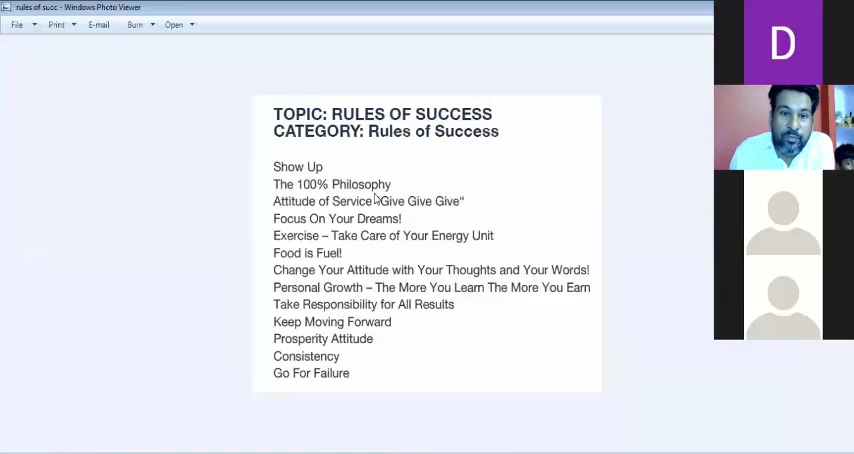 rules of succ - Windows Photo Viewer
File Print E-mail Burn Open
D
TOPIC: RULES OF SUCCESS
CATEGORY: Rules of Success
Show Up
The 100% Philosophy
Attitude of Service "Give Give Give"
Focus On Your Dreams!
Exercise – Take Care of Your Energy Unit
Food is Fuel!
Change Your Attitude with Your Thoughts and Your Words!
Personal Growth – The More You Learn The More You Earn
Take Responsibility for All Results
Keep Moving Forward
Prosperity Attitude
Consistency
Go For Failure